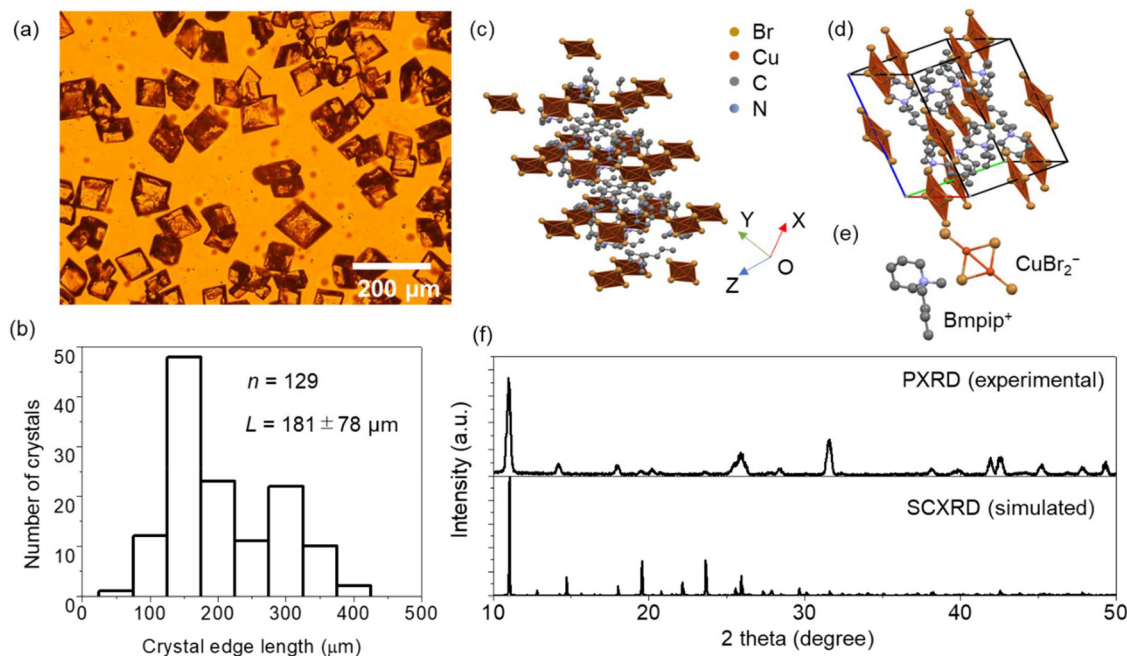 (a)
200 μm
(b)
Number of crystals
50
40
30
20
10
0
n = 129
L = 181 ± 78 μm
0 100 200 300 400 500
Crystal edge length (μm)
(c)
Br
Cu
C
N
Y
X
O
Z
(d)
(e)
CuBr₂⁻
Bmpip⁺
(f)
Intensity (a.u.)
PXRD (experimental)
SCXRD (simulated)
10 20 30 40 50
2 theta (degree)